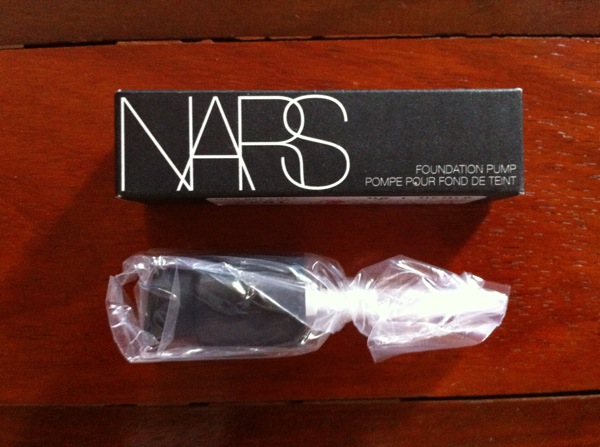 NARS
FOUNDATION PUMP
POMPE POUR FOND DE TEINT